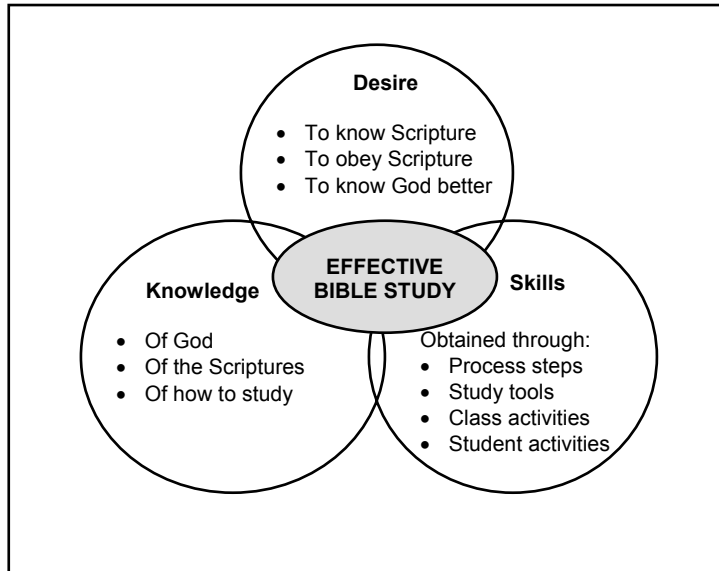 Desire
• To know Scripture
• To obey Scripture
• To know God better
EFFECTIVE
BIBLE STUDY
Knowledge
• Of God
• Of the Scriptures
• Of how to study
Skills
Obtained through:
• Process steps
• Study tools
• Class activities
• Student activities